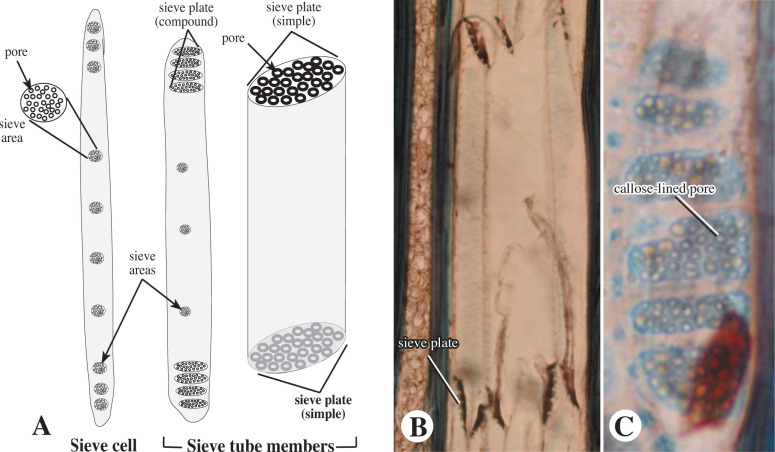 pore
sieve
area
sieve plate
(compound)
sieve plate
(simple)
pore
sieve
areas
sieve plate
(simple)
A
Sieve cell
Sieve tube members
sieve plate
B
callose-lined pore
C